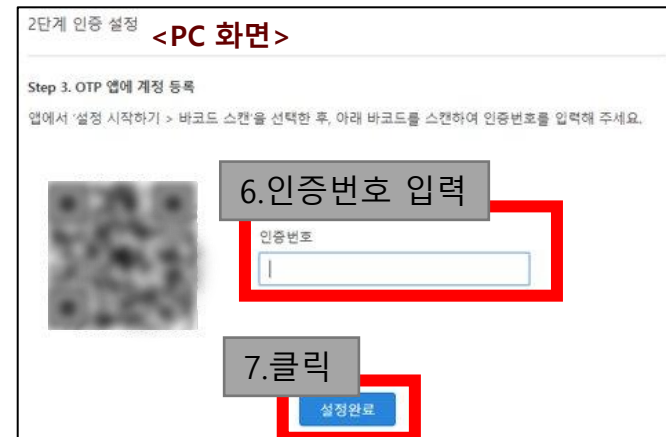 2단계 인증 설정
<PC 화면>
Step 3. OTP 앱에 계정 등록
앱에서 '설정 시작하기 > 바코드 스캔'을 선택한 후, 아래 바코드를 스캔하여 인증번호를 입력해 주세요.
6.인증번호 입력
인증번호
7.클릭
설정완료